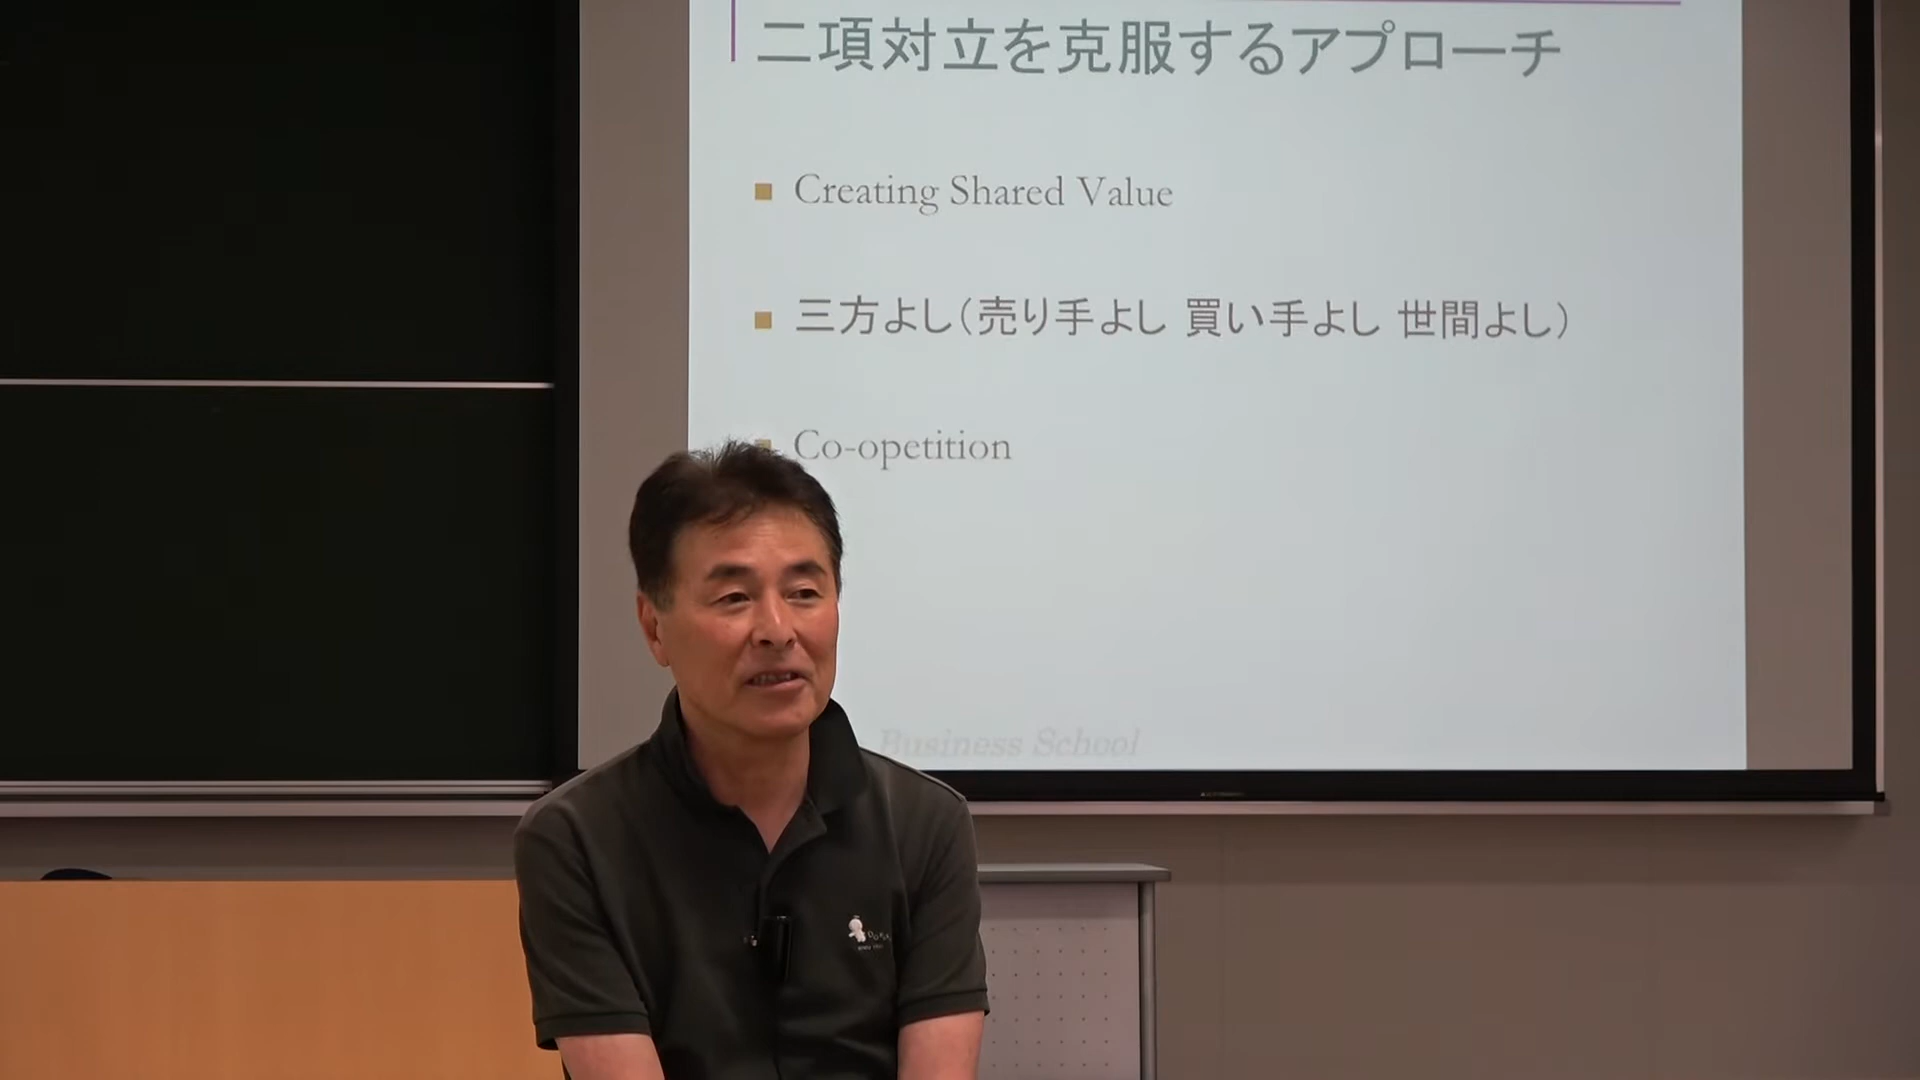 二項対立を克服するアプローチ
Creating Shared Value
三方よし(売り手よし 買い手よし 世間よし)
Co-opetition
Business School